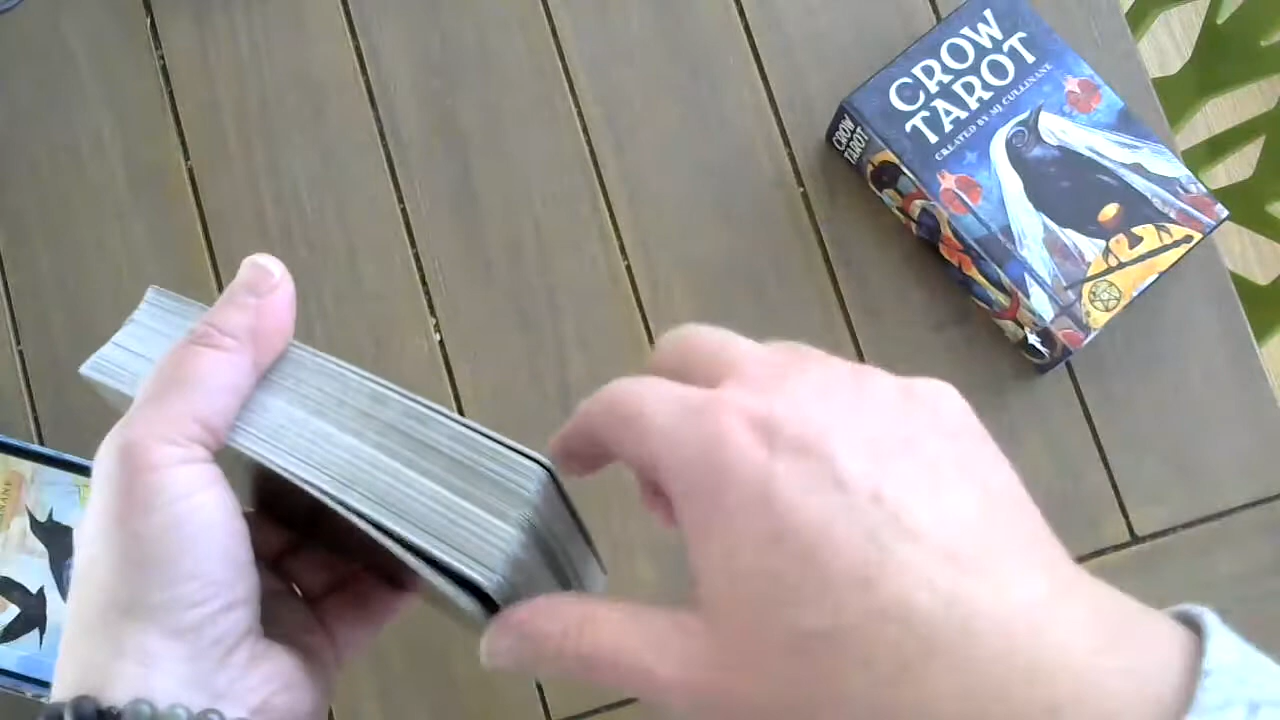 CROW
TAROT
CREATED BY MJ CULLINANE
CROW
TAROT